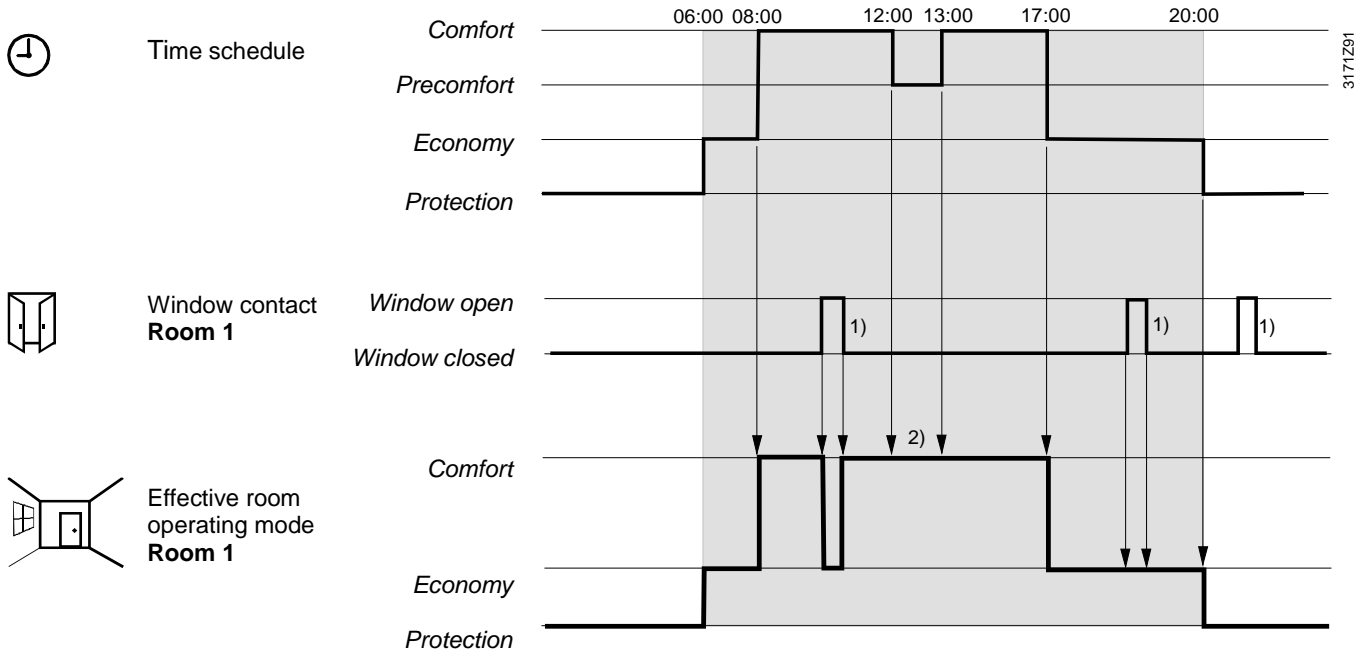 06:00 08:00 12:00 13:00 17:00 20:00
Time schedule
Comfort
Precomfort
Economy
Protection
3171Z91
Window contact
Room 1
Window open
Window closed
1)
1)
1)
2)
Effective room
operating mode
Room 1
Comfort
Economy
Protection